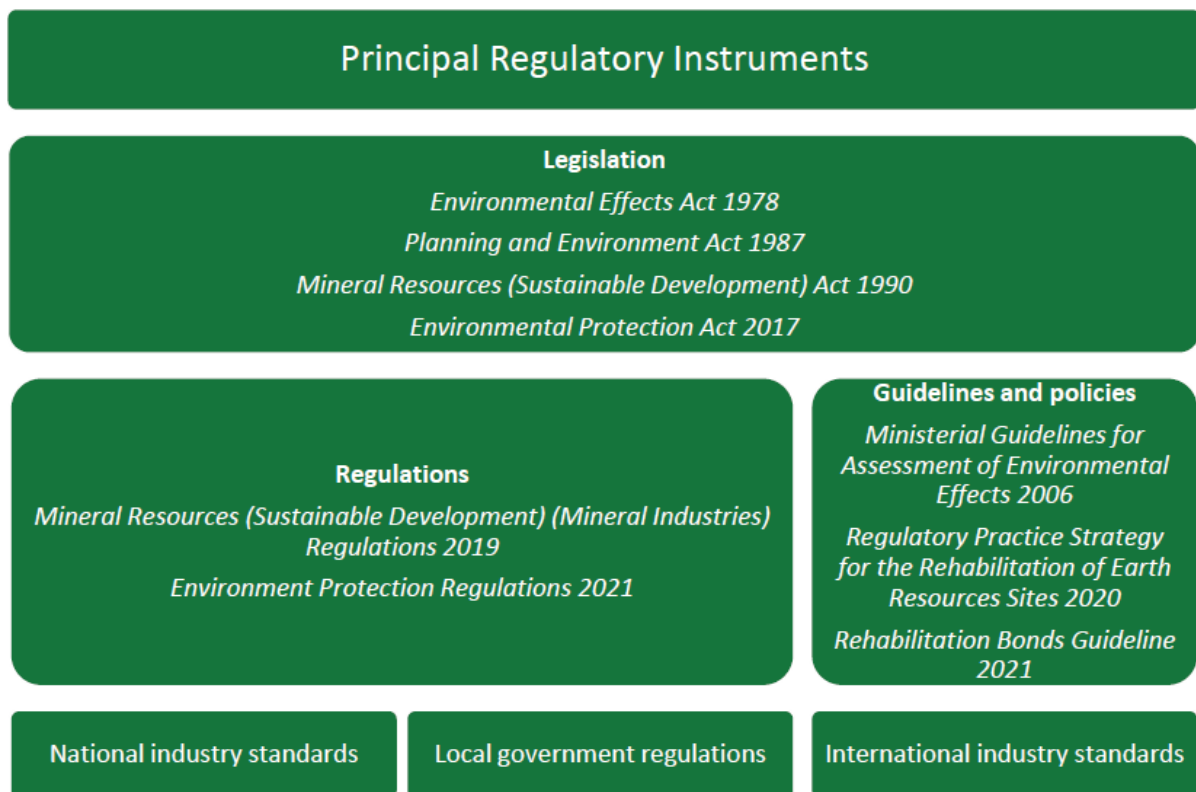 Principal Regulatory Instruments
Legislation
Environmental Effects Act 1978
Planning and Environment Act 1987
Mineral Resources (Sustainable Development) Act 1990
Environmental Protection Act 2017
Regulations
Mineral Resources (Sustainable Development) (Mineral Industries)
Regulations 2019
Environment Protection Regulations 2021
Guidelines and policies
Ministerial Guidelines for
Assessment of Environmental
Effects 2006
Regulatory Practice Strategy
for the Rehabilitation of Earth
Resources Sites 2020
Rehabilitation Bonds Guideline
2021
National industry standards
Local government regulations
International industry standards